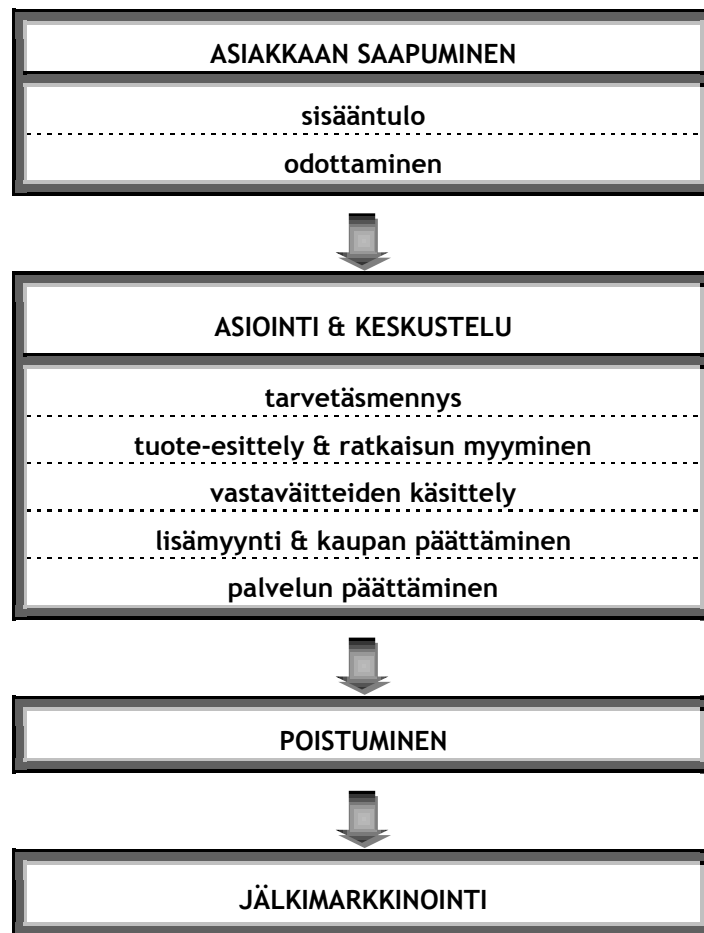 ASIAKKAAN SAAPUMINEN
sisääntulo
odottaminen
ASIOINTI & KESKUSTELU
tarvetäsmennys
tuote-esittely & ratkaisun myyminen
vastaväitteiden käsittely
lisämyynti & kaupan päättäminen
palvelun päättäminen
POISTUMINEN
JÄLKIMARKKINOINTI